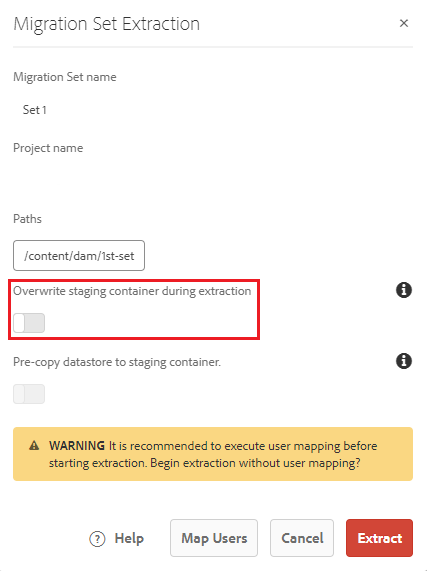 Migration Set Extraction
Migration Set name
Set 1
Project name
Paths
/content/dam/1st-set
Overwrite staging container during extraction
Pre-copy datastore to staging container.
WARNING It is recommended to execute user mapping before
starting extraction. Begin extraction without user mapping?
Help
Map Users
Cancel
Extract